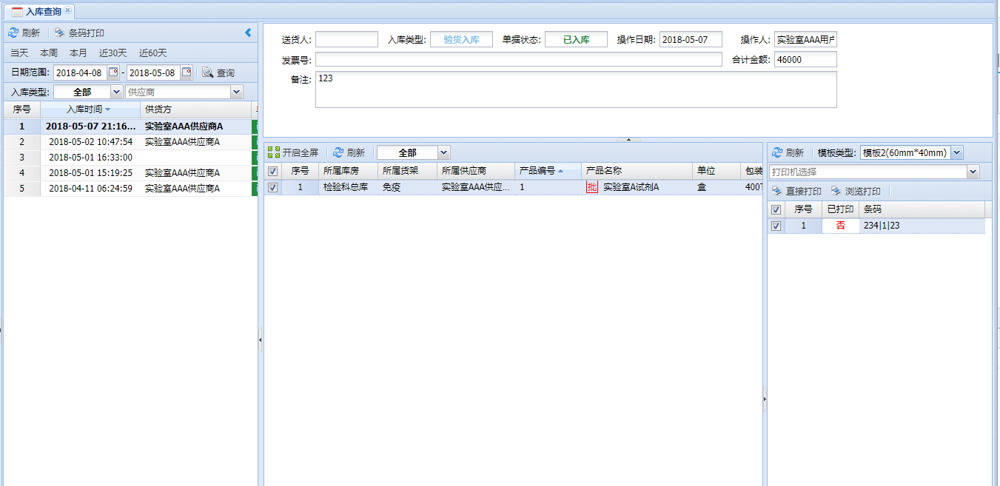 入库查询
刷新 条码打印
当天 本周 本月 近30天 近60天
日期范围: 2018-04-08 - 2018-05-08 查询
入库类型: 全部 供应商
序号 入库时间 供货方
1 2018-05-07 21:16... 实验室AAA供应商A
2 2018-05-02 10:47:54 实验室AAA供应商A
3 2018-05-01 16:33:00
4 2018-05-01 15:19:25 实验室AAA供应商A
5 2018-04-11 06:24:59 实验室AAA供应商A
送货人: 入库类型: 验货入库 单据状态: 已入库 操作日期: 2018-05-07 操作人: 实验室AAA用户
发票号: 合计金额: 46000
备注: 123
开启全屏 刷新 全部
序号 所属库房 所属货架 所属供应商 产品编号 产品名称 单位 包装
1 检验科总库 免疫 实验室AAA供应... 1 批 实验室A试剂A 盒 400T
刷新 模板类型: 模板2(60mm*40mm)
打印机选择
直接打印 浏览打印
序号 已打印 条码
1 否 234|1|23